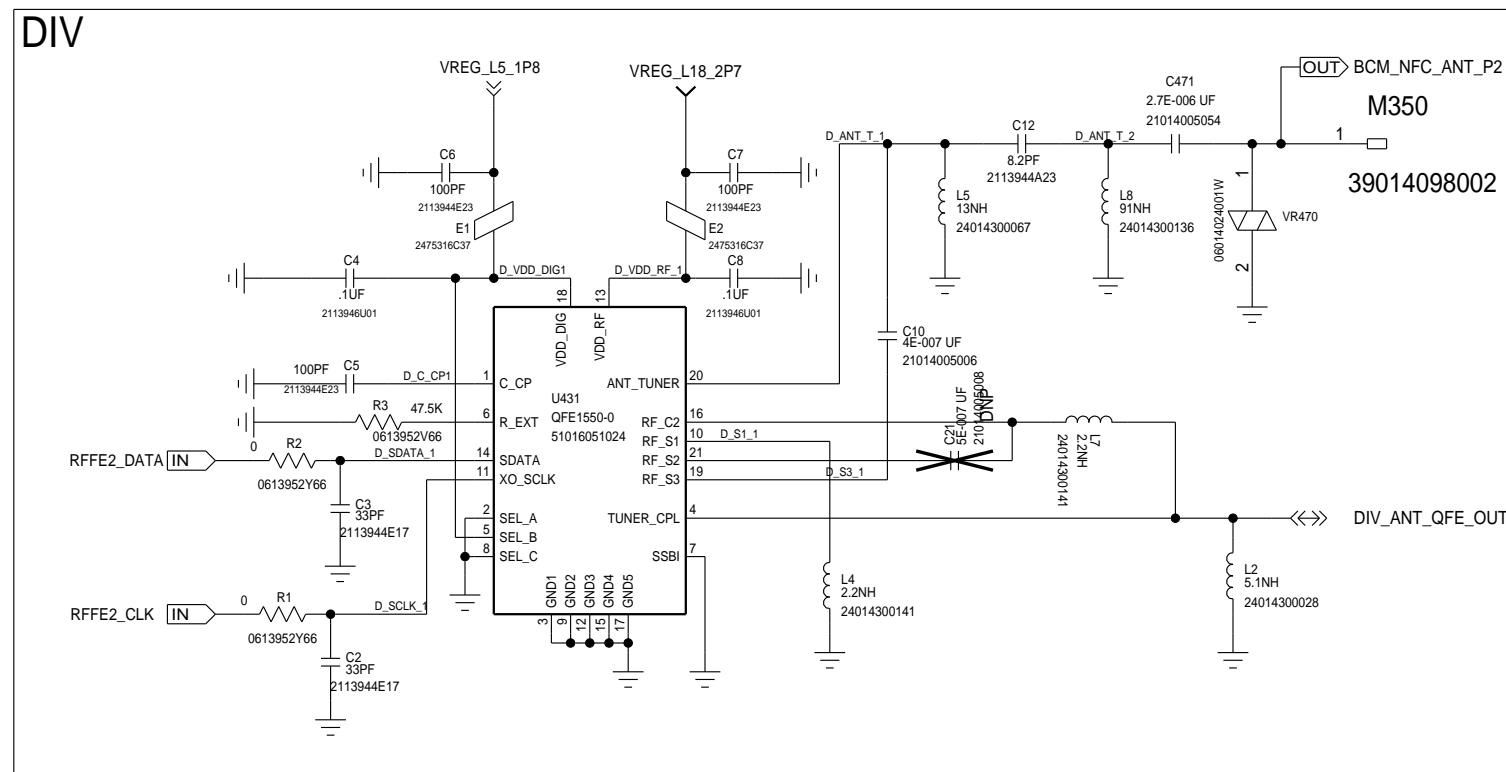 DIV
VREG_L5_1P8
VREG_L18_2P7
OUT
BCM_NFC_ANT_P2
C471
2.7E-006 UF
21014005054
M350
1
39014098002
C6
100PF
2113944E23
C7
100PF
2113944E23
D_ANT_T_1
C12
8.2PF
2113944A23
D_ANT_T_2
L5
13NH
24014300067
L8
91NH
24014300136
06014024001W
1
2
VR470
E1
2475316C37
E2
2475316C37
C4
.1UF
2113946U01
D_VDD_DIG1
D_VDD_RF_1
C8
.1UF
2113946U01
18
13
VDD_DIG
VDD_RF
C10
4E-007 UF
21014005006
100PF
C5
2113944E23
D_C_CP1
1
C_CP
ANT_TUNER
20
U431
QFE1550-0
51016051024
R3
47.5K
0613952V66
6
R_EXT
RF_C2
16
0
R2
0613952Y66
RFFE2_DATA
IN
D_SDATA_1
14
SDATA
RF_S1
10
D_S1_1
RF_S2
21
11
XO_SCLK
RF_S3
19
D_S3_1
C21
5E-007 UF
21014005008
DNP
L7
2.2NH
24014300141
C3
33PF
2113944E17
2
SEL_A
5
SEL_B
8
SEL_C
TUNER_CPL
4
SSBI
7
DIV_ANT_QFE_OUT
GND1
GND2
GND3
GND4
GND5
3
9
12
15
17
L4
2.2NH
24014300141
L2
5.1NH
24014300028
RFFE2_CLK
IN
0
R1
0613952Y66
D_SCLK_1
C2
33PF
2113944E17